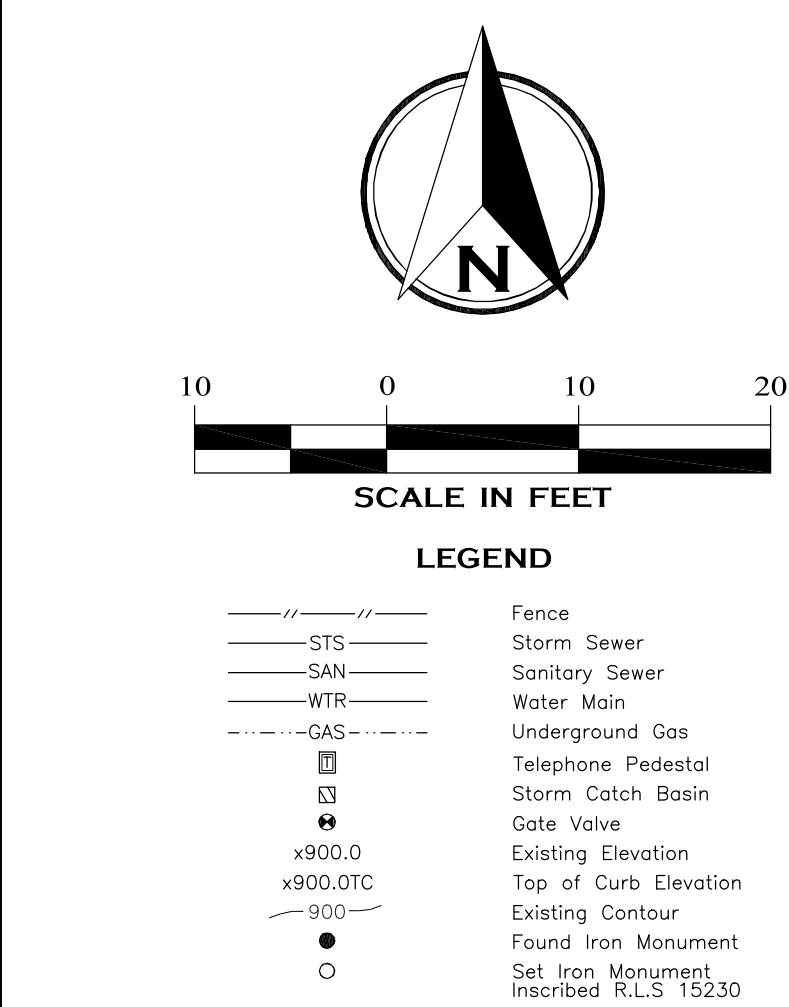 N
10 0 10 20
SCALE IN FEET
LEGEND
// // Fence
STS Storm Sewer
SAN Sanitary Sewer
WTR Water Main
GAS Underground Gas
T Telephone Pedestal
Storm Catch Basin
Gate Valve
x900.0 Existing Elevation
x900.0TC Top of Curb Elevation
900 Existing Contour
Found Iron Monument
Set Iron Monument
Inscribed R.L.S 15230